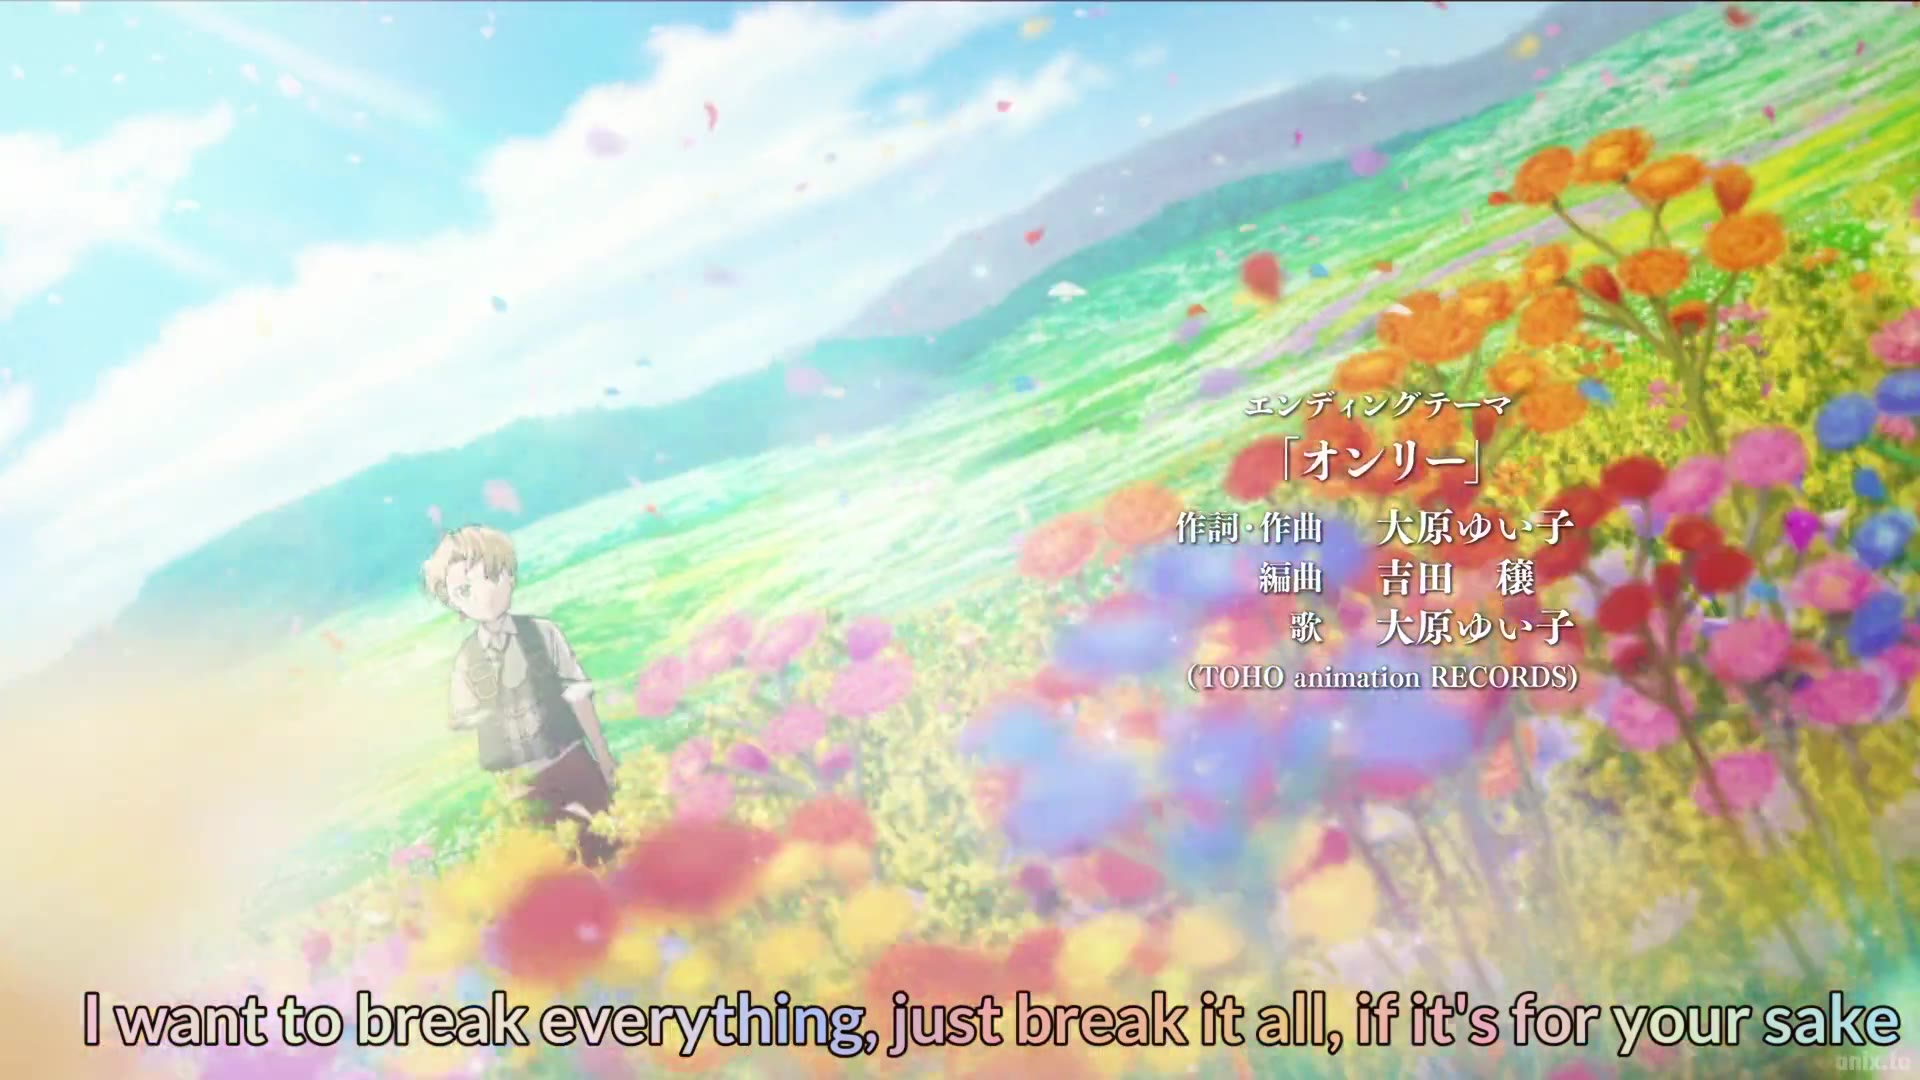 エンディングテーマ
「オンリー」
作詞・作曲 大原ゆい子
編曲 吉田 穣
歌 大原ゆい子
(TOHO animation RECORDS)
I want to break everything, just break it all, if it's for your sake
anix.to